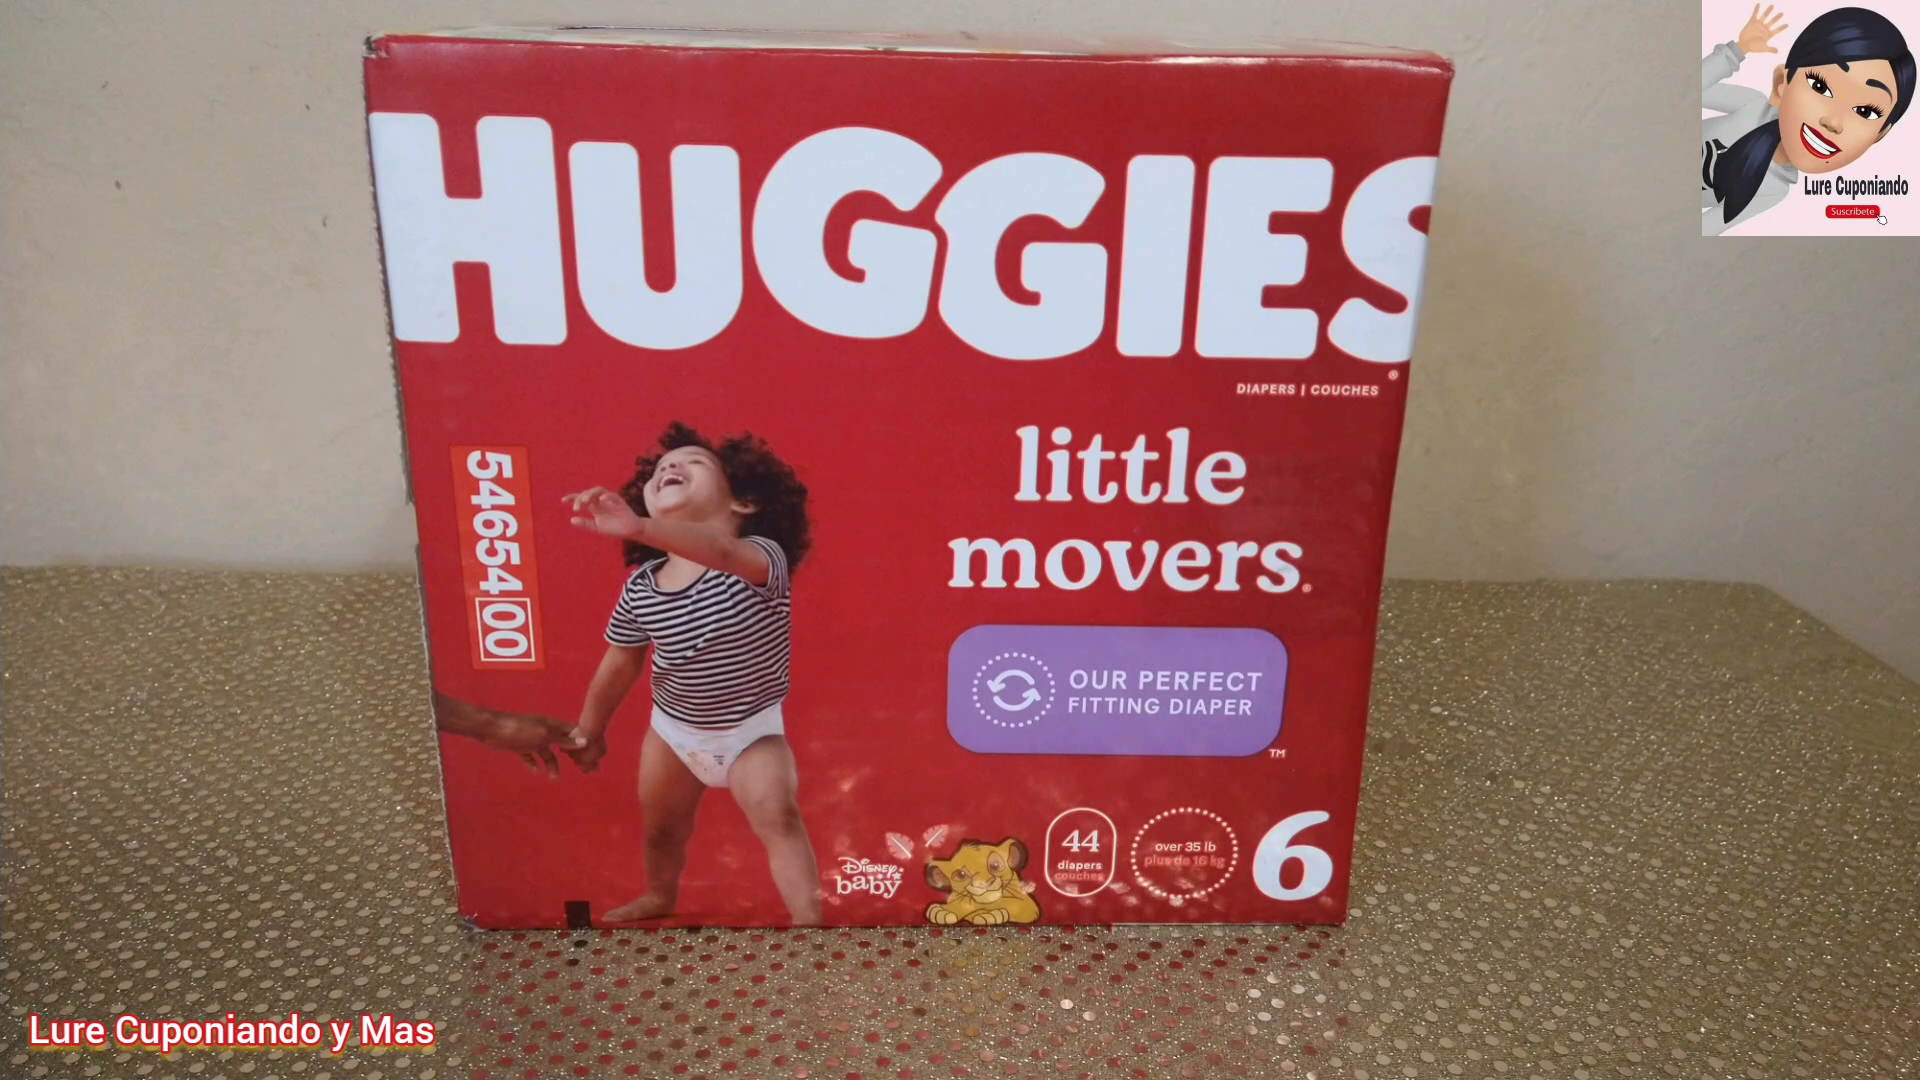 HUGGIES
DIAPERS | COUCHES
little
movers
OUR PERFECT
FITTING DIAPER
TM
5465400
Disney
baby
44
diapers
couches
over 35 lb
plus de 16 kg
6
Lure Cuponiando
Suscribete
Lure Cuponiando y Mas